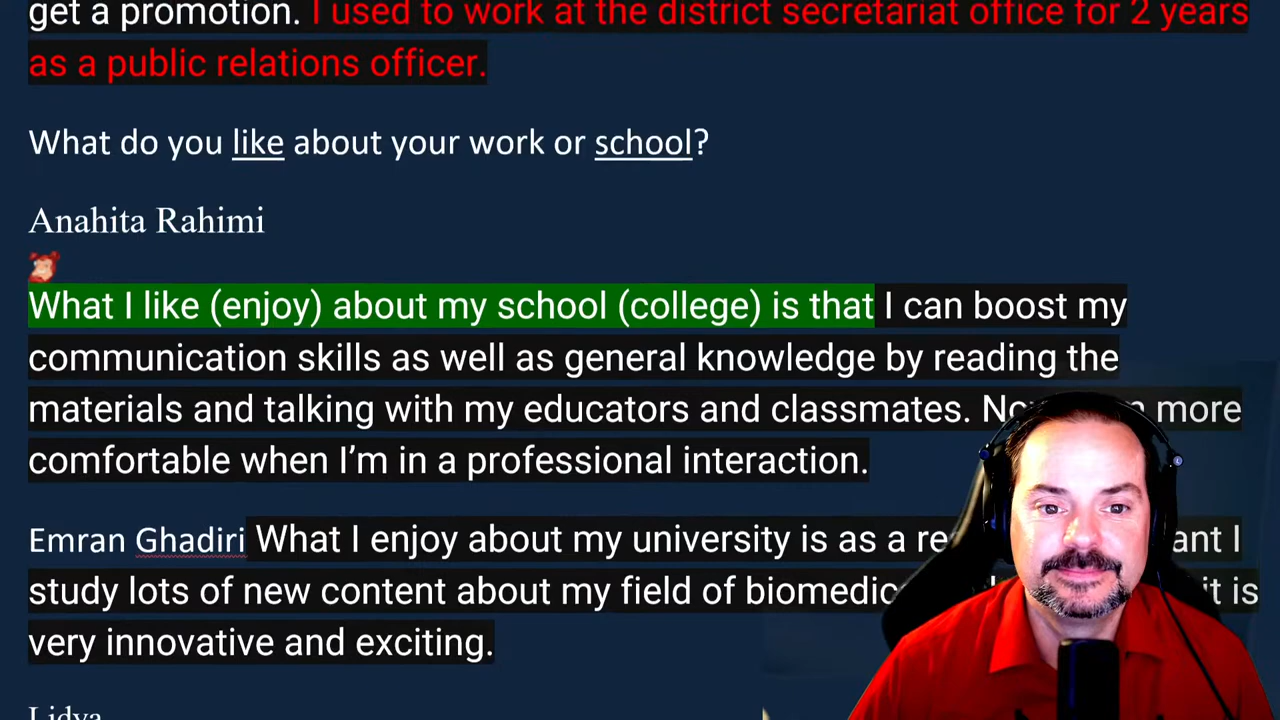 get a promotion. I used to work at the district secretariat office for 2 years
as a public relations officer.
What do you like about your work or school?
Anahita Rahimi
What I like (enjoy) about my school (college) is that I can boost my
communication skills as well as general knowledge by reading the
materials and talking with my educators and classmates. more
comfortable when I’m in a professional interaction.
Emran Ghadiri What I enjoy about my university is as a I
study lots of new content about my field of it is
very innovative and exciting.
Lidya